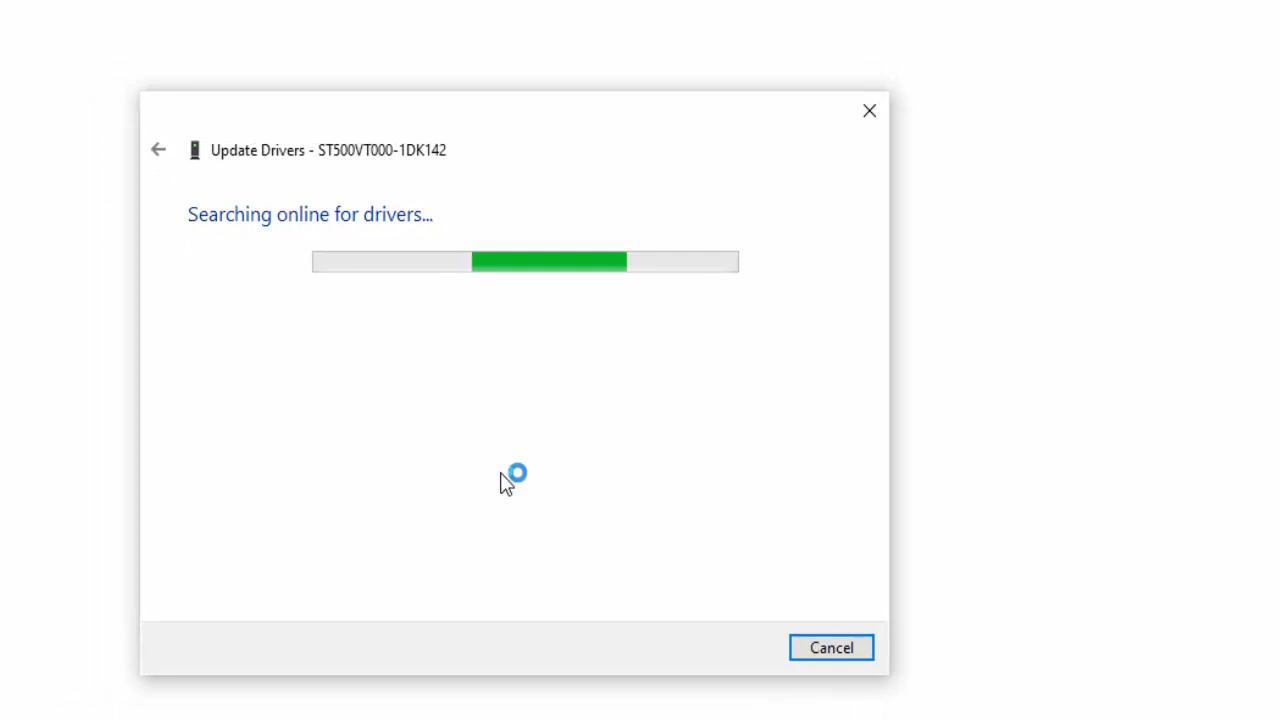 Update Drivers - ST500VT000-1DK142
Searching online for drivers...
Cancel